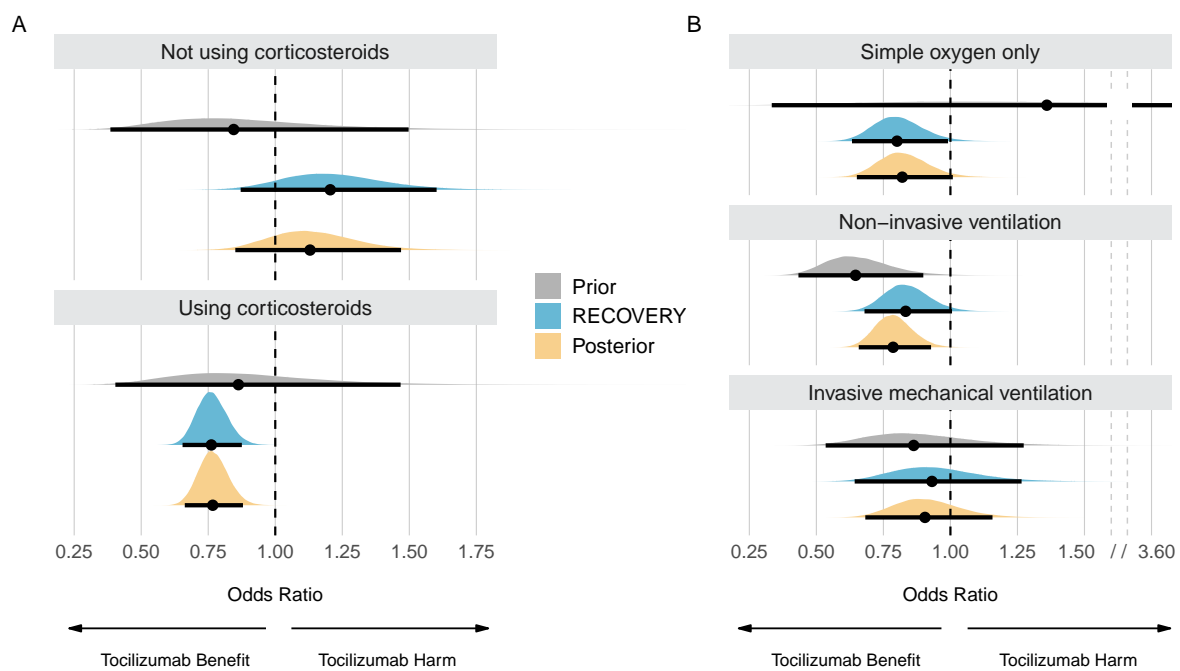 A
Not using corticosteroids
Using corticosteroids
0.25 0.50 0.75 1.00 1.25 1.50 1.75
Odds Ratio
Tocilizumab Benefit Tocilizumab Harm
Prior
RECOVERY
Posterior
B
Simple oxygen only
Non−invasive ventilation
Invasive mechanical ventilation
0.25 0.50 0.75 1.00 1.25 1.50 // 3.60
Odds Ratio
Tocilizumab Benefit Tocilizumab Harm